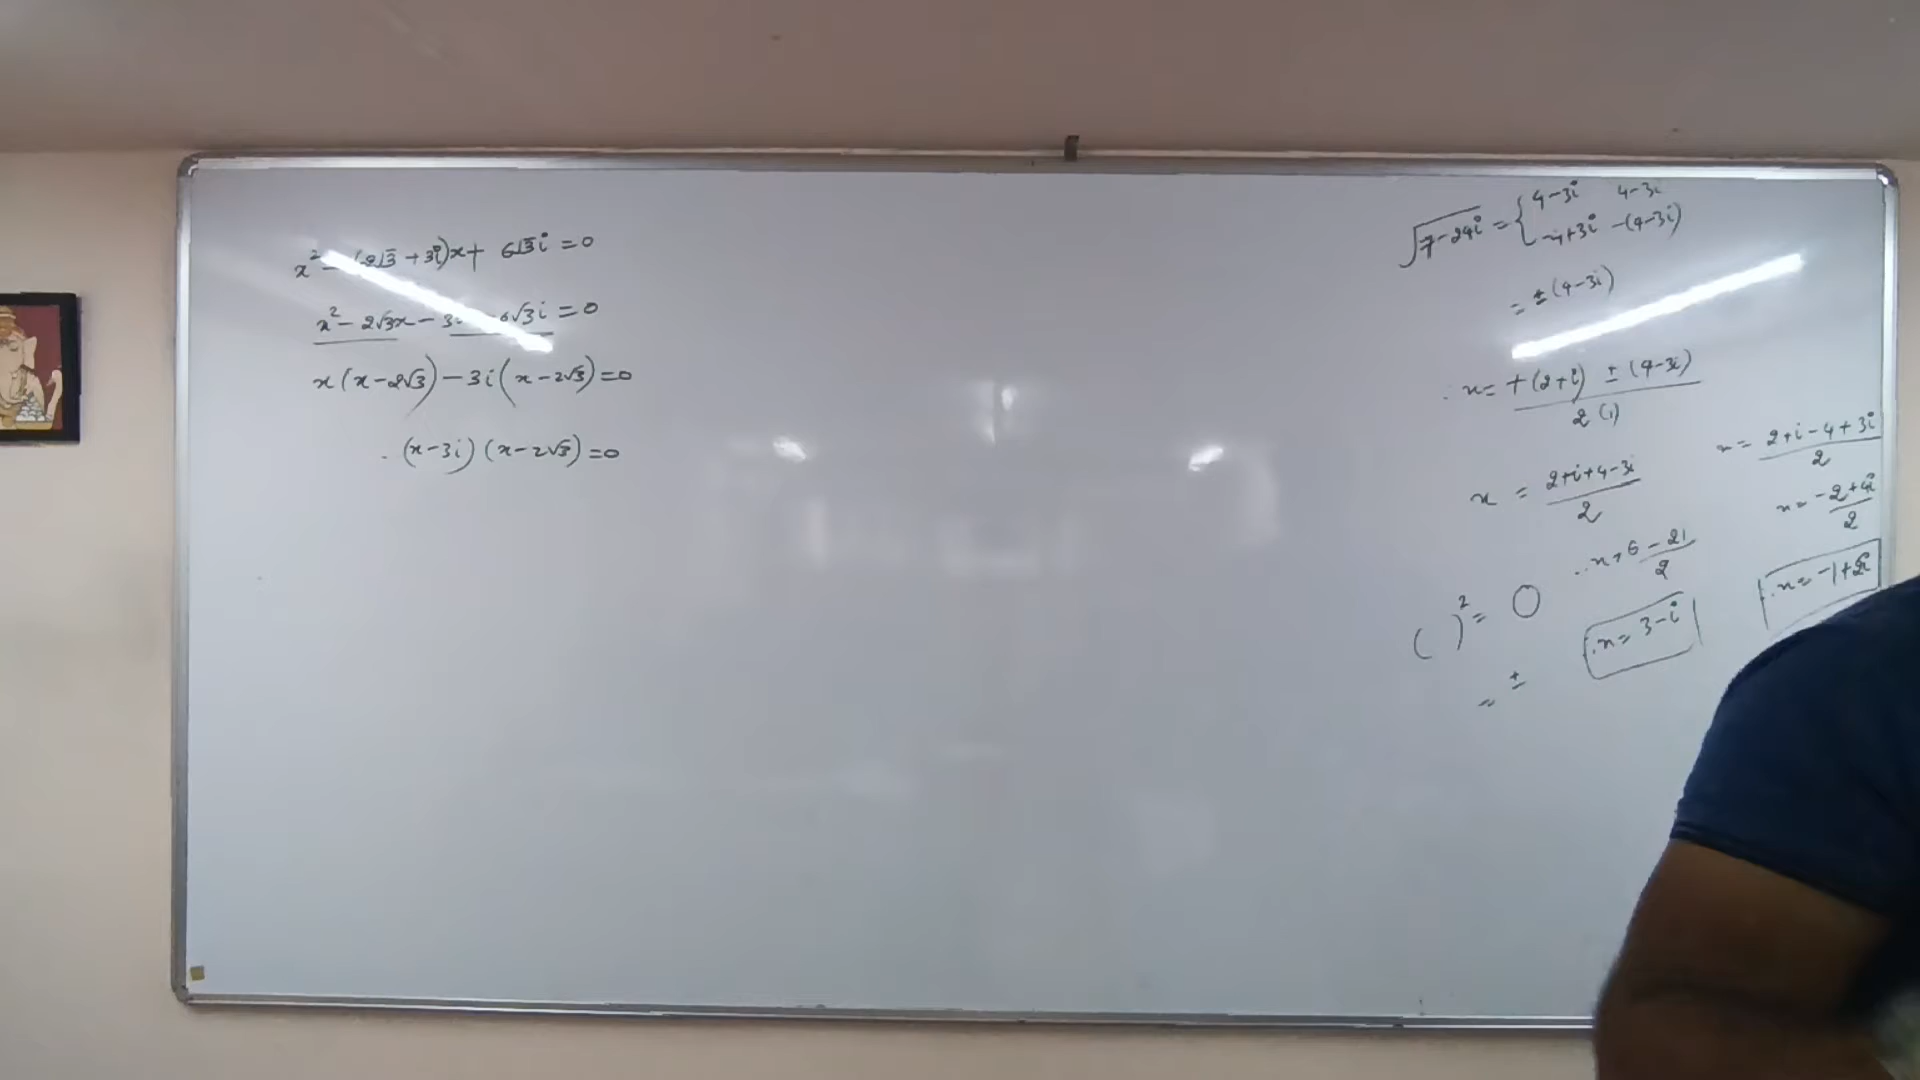 x² – (2√3 + 3i)x + 6√3i = 0
x² – 2√3x – 3 6√3i = 0
x(x–2√3) – 3i(x–2√3) = 0
(x–3i)(x–2√3) = 0
√7–24i = { 4–3i 4–3i
–4+3i –(4–3i)
= ±(4–3i)
∴ x = +(2+i) ± (4–3i) / 2(1)
x = 2+i+4–3i / 2
x = 2+i–4+3i / 2
x = –2+4i / 2
∴ x = 6–2i / 2
∴ x = 3–i
∴ x = –1+2i
( )² = O
= ±